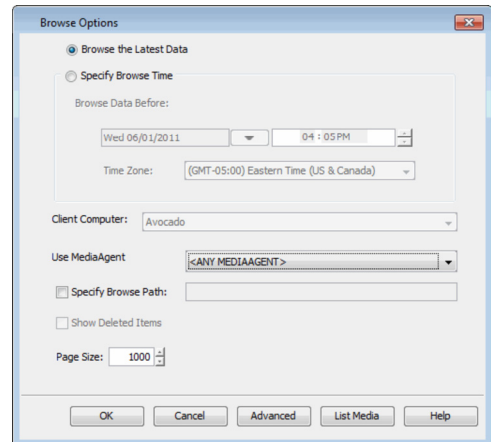 Browse Options
Browse the Latest Data
Specify Browse Time
Browse Data Before:
Wed 06/01/2011 04 : 05 PM
Time Zone: (GMT-05:00) Eastern Time (US & Canada)
Client Computer: Avocado
Use MediaAgent <ANY MEDIAAGENT>
Specify Browse Path:
Show Deleted Items
Page Size: 1000
OK Cancel Advanced List Media Help